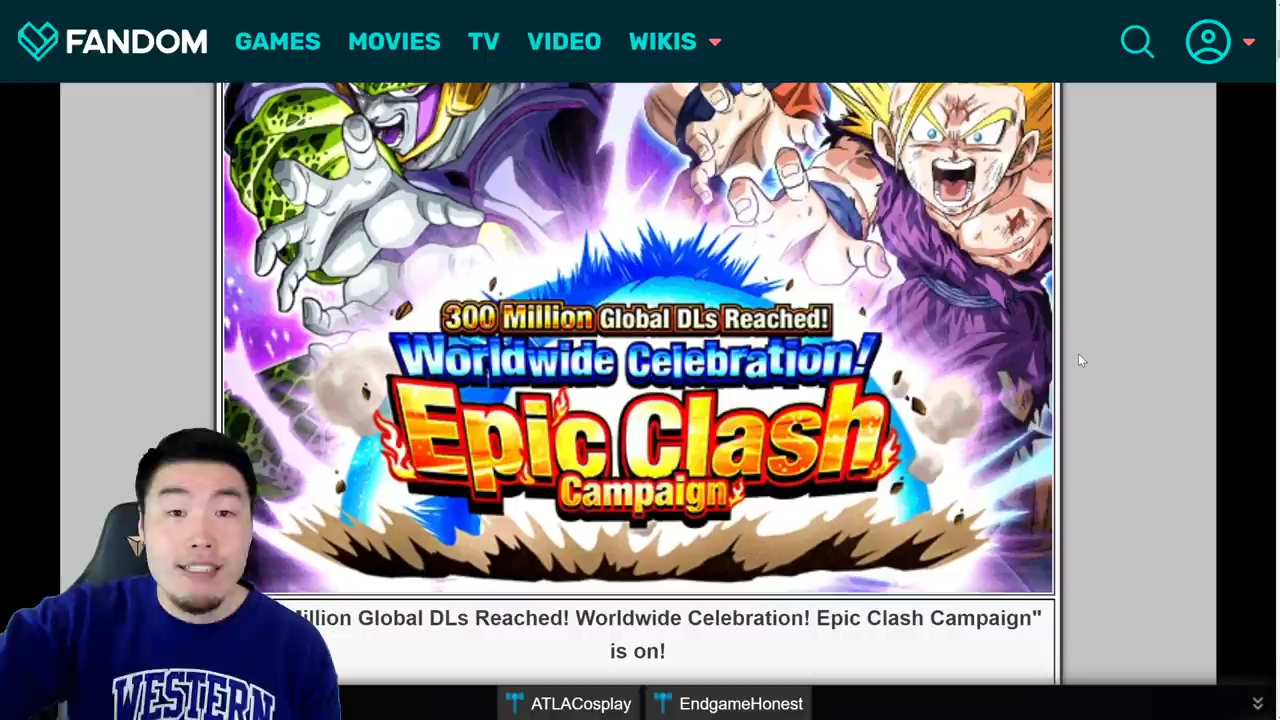 FANDOM GAMES MOVIES TV VIDEO WIKIS
300 Million Global DLs Reached!
Worldwide Celebration!
Epic Clash
Campaign
Global DLs Reached! Worldwide Celebration! Epic Clash Campaign"
is on!
WESTERN
ATLACosplay EndgameHonest